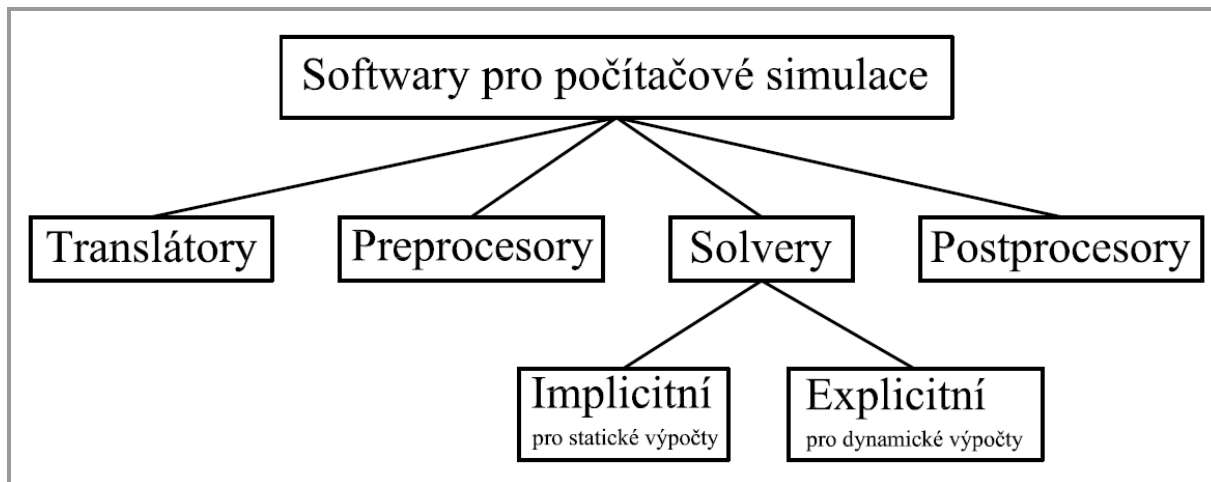 Softwary pro počítačové simulace
Translátory
Preprocesory
Solvery
Postprocesory
Implicitní
pro statické výpočty
Explicitní
pro dynamické výpočty